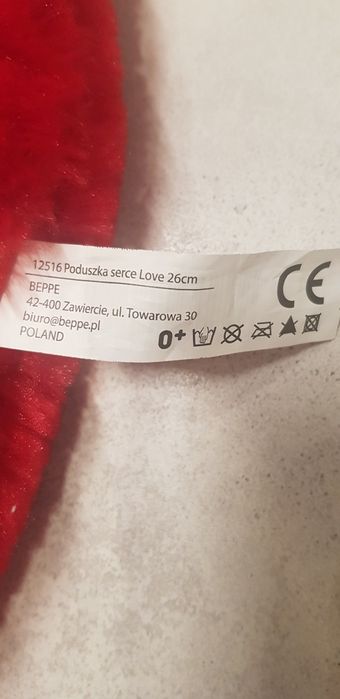 12516 Poduszka serce Love 26cm
BEPPE
42-400 Zawiercie, ul. Towarowa 30
biuro@beppe.pl
POLAND
0+
CE